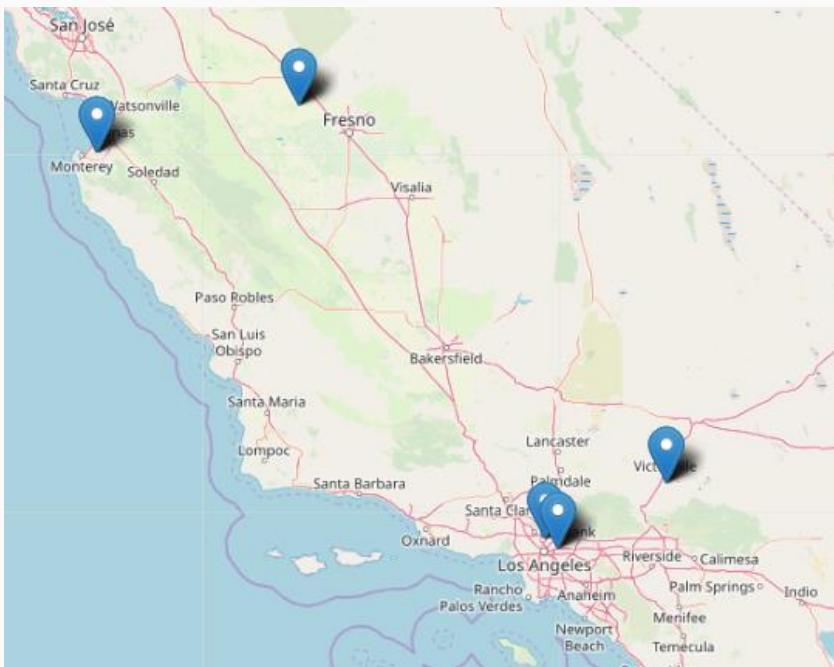 San José
Santa Cruz
Watsonville
Fresno
Monterey
Soledad
Visalia
Paso Robles
San Luis
Obispo
Bakersfield
Santa Maria
Lancaster
Lompoc
Palmdale
Santa Barbara
Oxnard
Los Angeles
Riverside
Calimesa
Rancho
Palos Verdes
Anaheim
Palm Springs
Indio
Newport
Beach
Menifee
Temecula